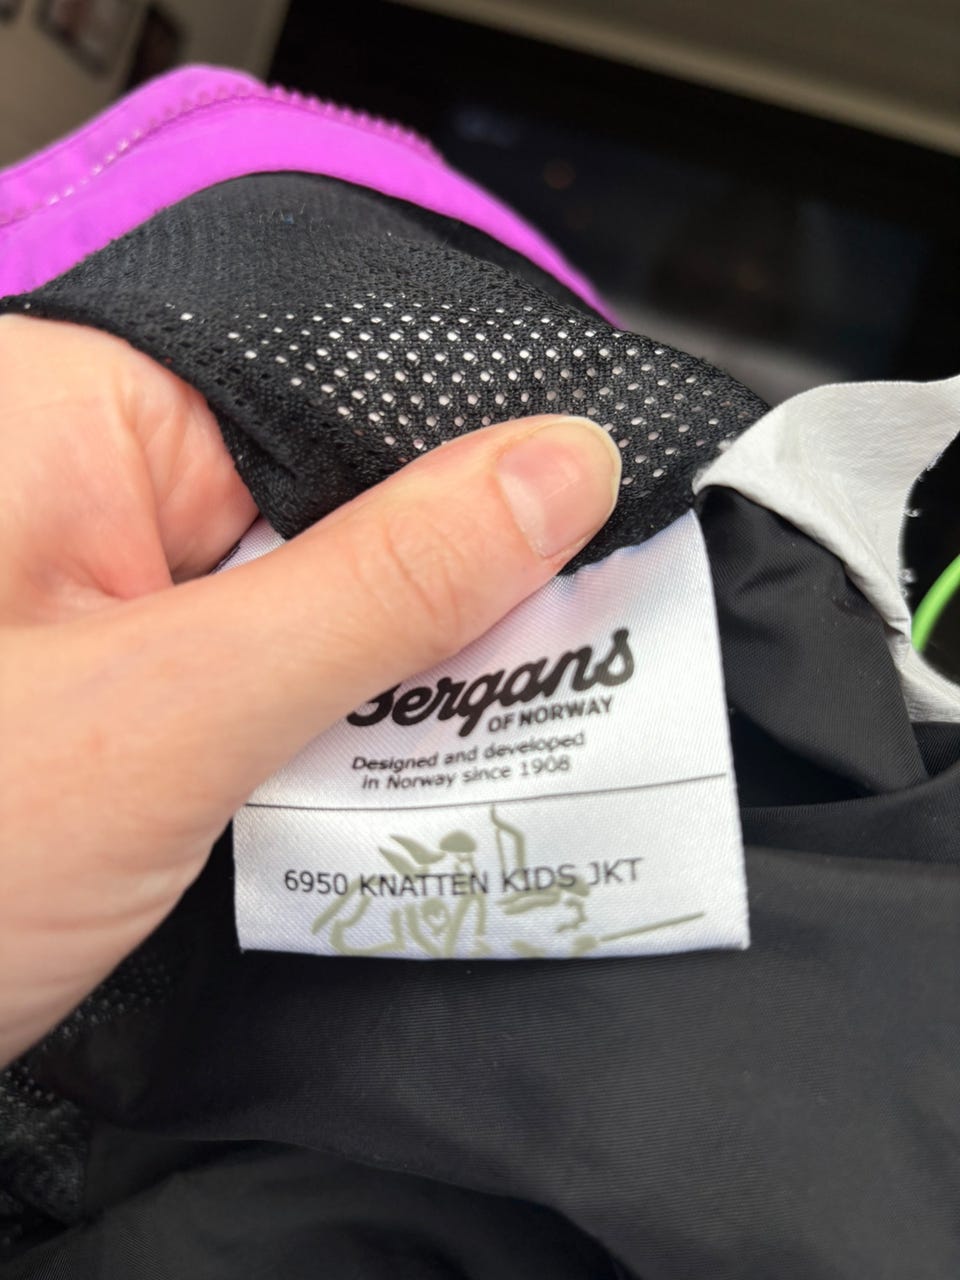 Bergans
OF NORWAY
Designed and developed
in Norway since 1908
6950 KNATTEN KIDS JKT